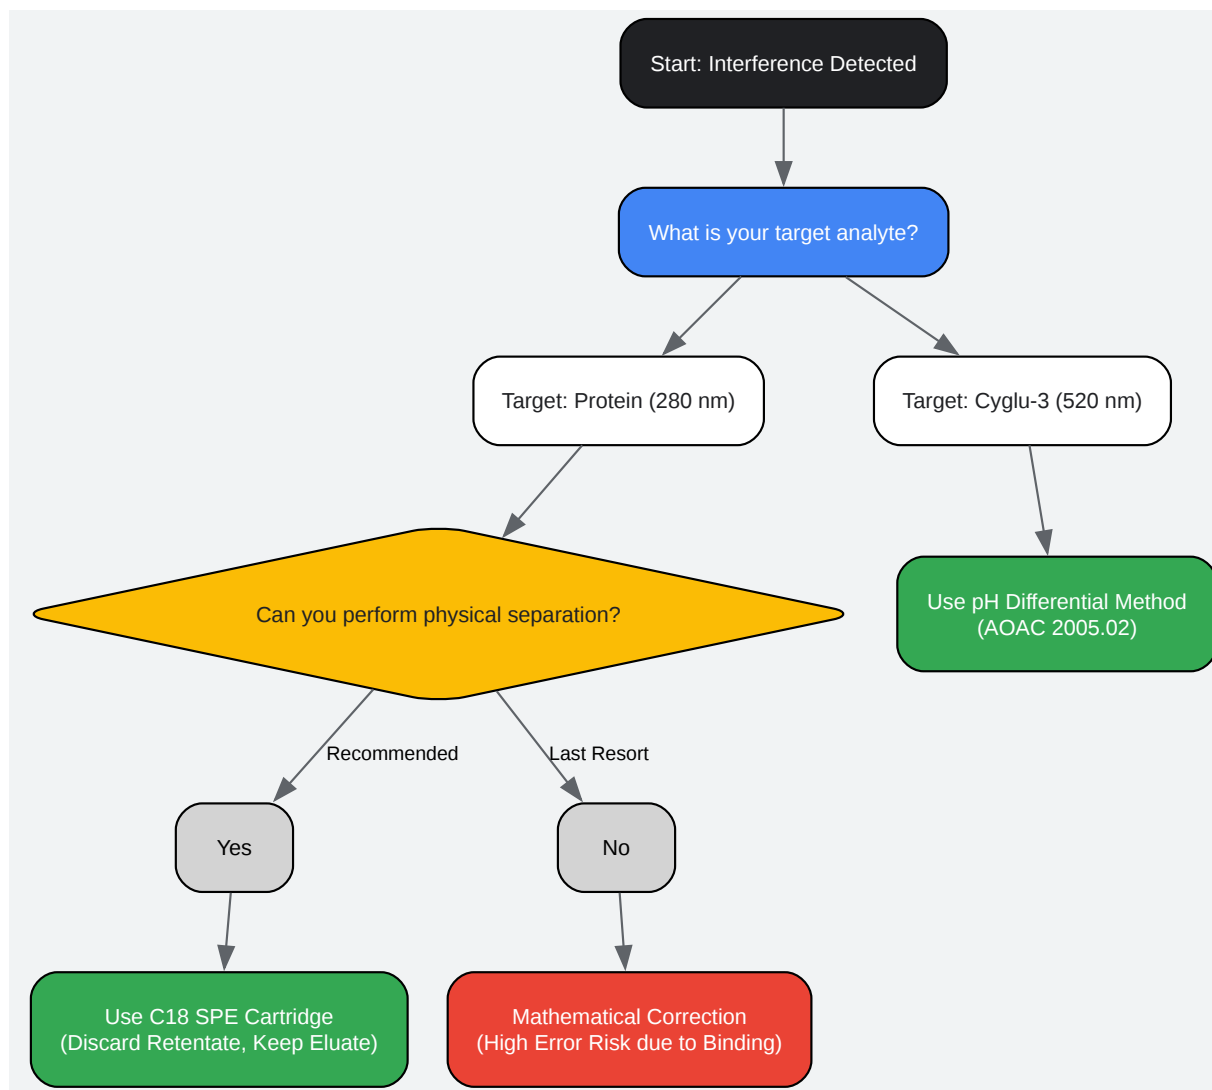 Start: Interference Detected
What is your target analyte?
Target: Protein (280 nm)
Target: Cyglu-3 (520 nm)
Can you perform physical separation?
Use pH Differential Method
(AOAC 2005.02)
Recommended
Last Resort
Yes
No
Use C18 SPE Cartridge
(Discard Retentate, Keep Eluate)
Mathematical Correction
(High Error Risk due to Binding)